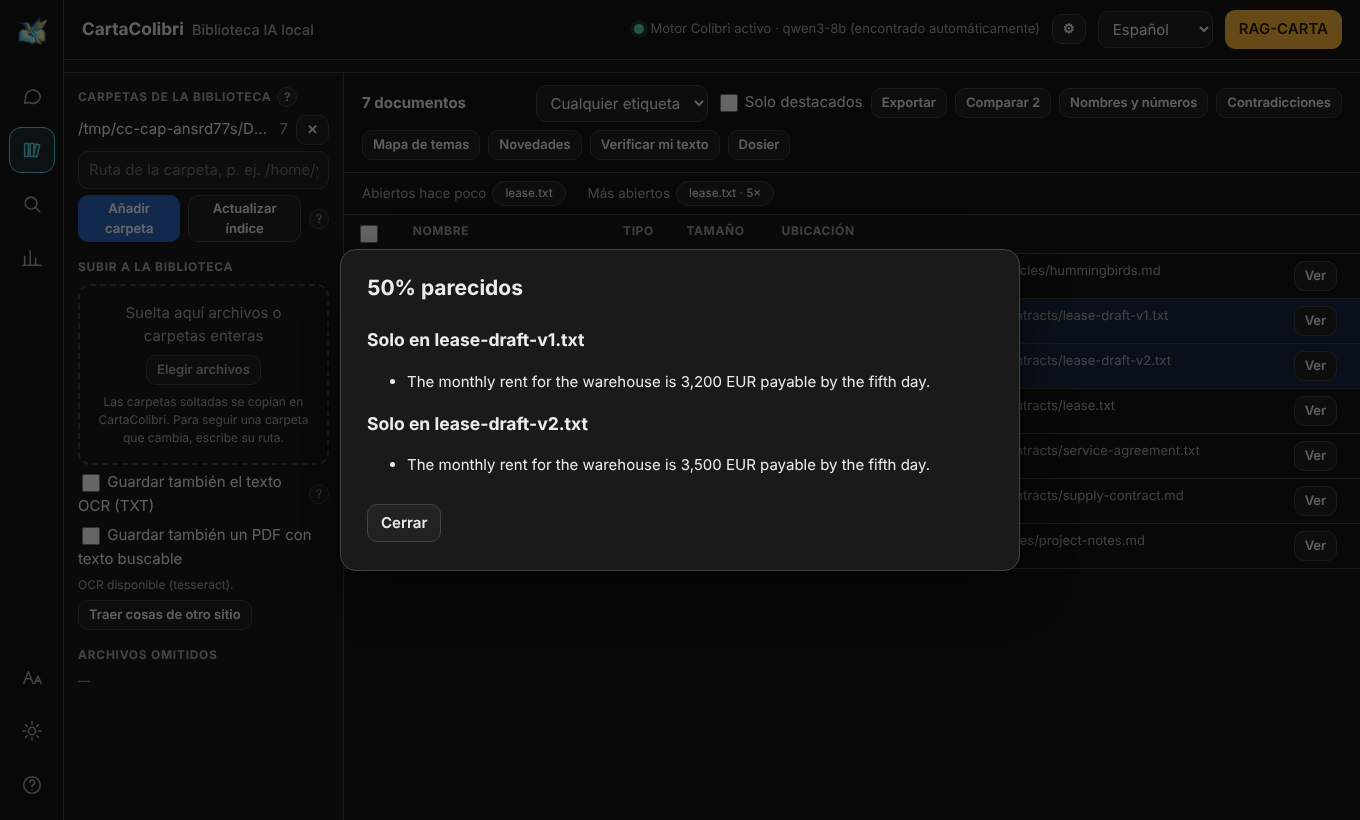 CartaColibri Biblioteca IA local
Motor Colibrì activo · qwen3-8b (encontrado automáticamente)
⚙
Español
RAG-CARTA
CARPETAS DE LA BIBLIOTECA ?
/tmp/cc-cap-ansrd77s/D... 7 ✕
Ruta de la carpeta, p. ej. /home/
Añadir
carpeta
Actualizar
índice
?
SUBIR A LA BIBLIOTECA
Suelta aquí archivos o
carpetas enteras
Elegir archivos
Las carpetas soltadas se copian en
CartaColibri. Para seguir una carpeta
que cambia, escribe su ruta.
Guardar también el texto
OCR (TXT)
?
Guardar también un PDF con
texto buscable
OCR disponible (tesseract).
Traer cosas de otro sitio
ARCHIVOS OMITIDOS
—
7 documentos
Cualquier etiqueta
Solo destacados
Exportar
Comparar 2
Nombres y números
Contradicciones
Mapa de temas
Novedades
Verificar mi texto
Dosier
Abiertos hace poco lease.txt Más abiertos lease.txt · 5×
NOMBRE TIPO TAMAÑO UBICACIÓN
cles/hummingbirds.md Ver
ntracts/lease-draft-v1.txt Ver
ntracts/lease-draft-v2.txt Ver
ntracts/lease.txt Ver
ntracts/service-agreement.txt Ver
ntracts/supply-contract.md Ver
es/project-notes.md Ver
50% parecidos
Solo en lease-draft-v1.txt
• The monthly rent for the warehouse is 3,200 EUR payable by the fifth day.
Solo en lease-draft-v2.txt
• The monthly rent for the warehouse is 3,500 EUR payable by the fifth day.
Cerrar
AA
?